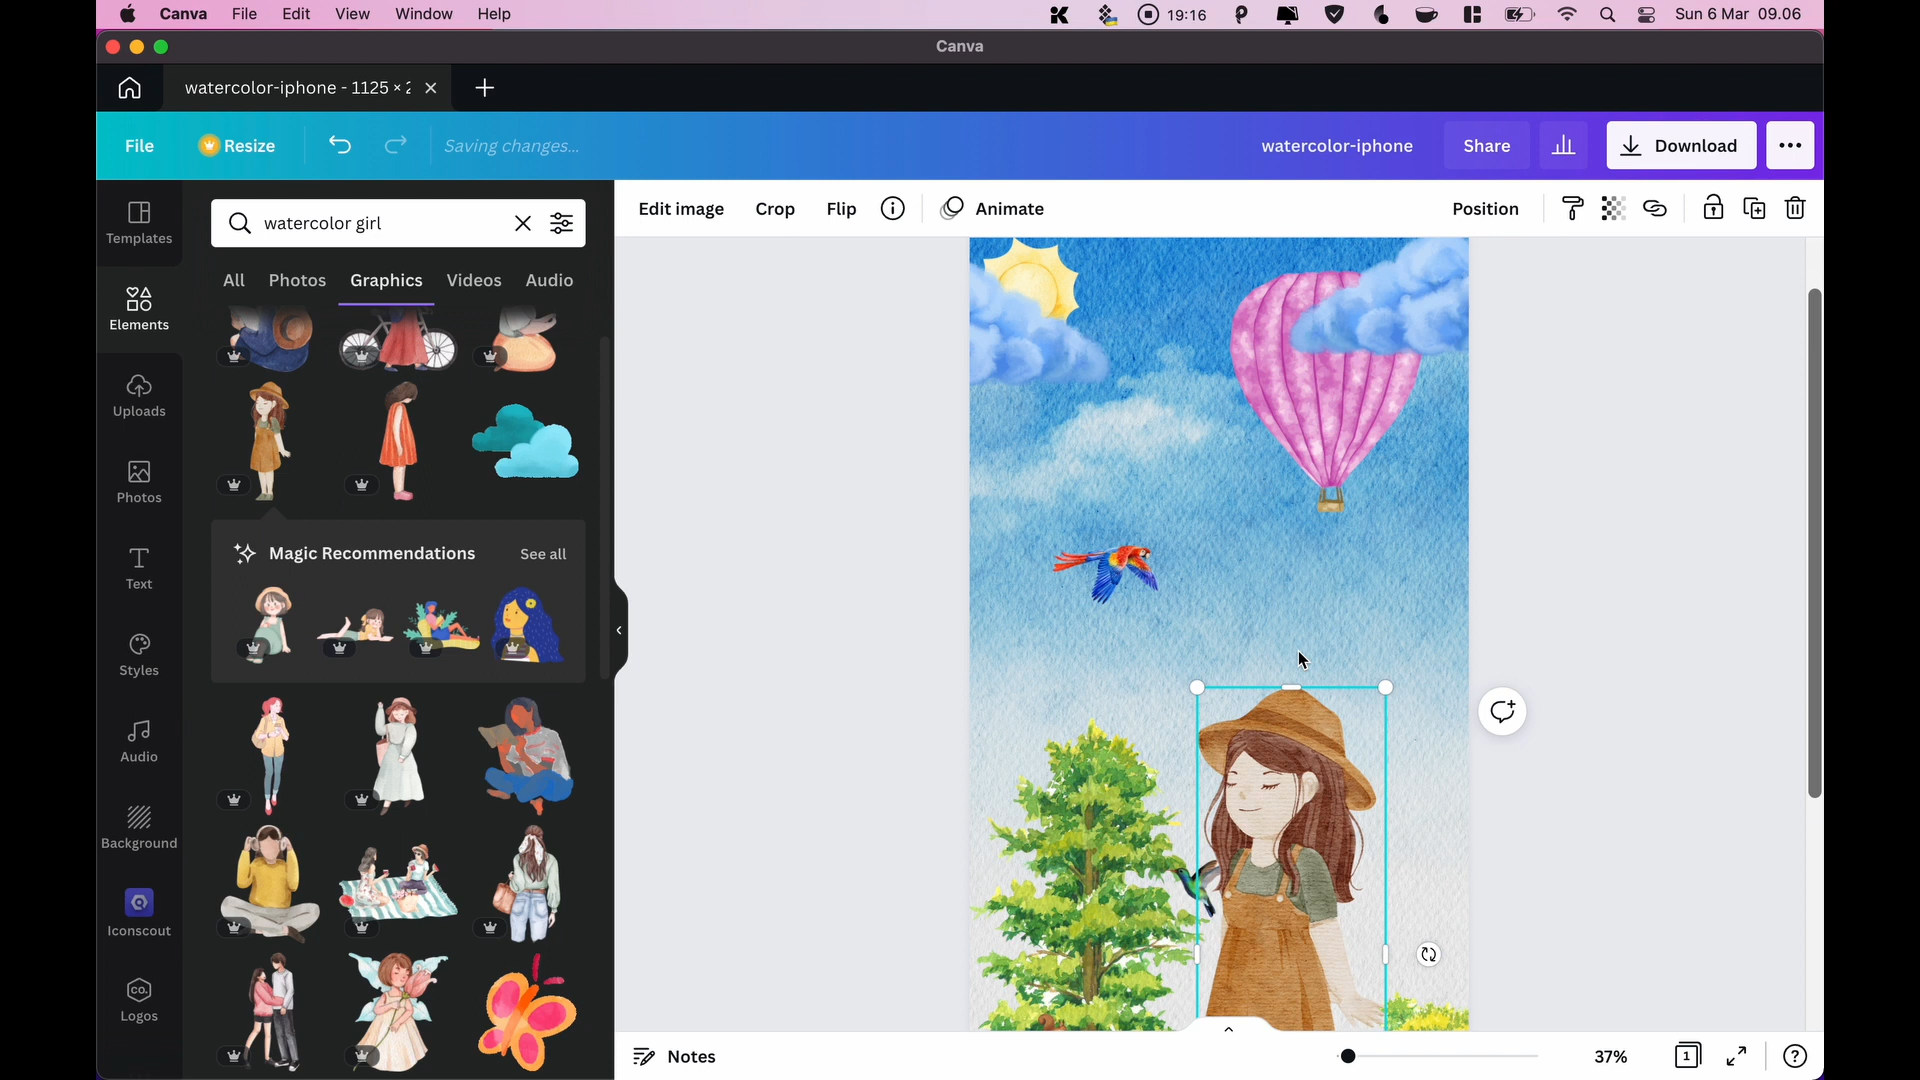 Canva File Edit View Window Help 19:16 Sun 6 Mar 09.06
Canva
watercolor-iphone - 1125 × 2
File Resize Saving changes... watercolor-iphone Share Download
Edit image Crop Flip Animate Position
Templates
Elements
Uploads
Photos
Text
Styles
Audio
Background
Iconscout
co.
Logos
watercolor girl
All Photos Graphics Videos Audio
Magic Recommendations See all
Notes 37% 1